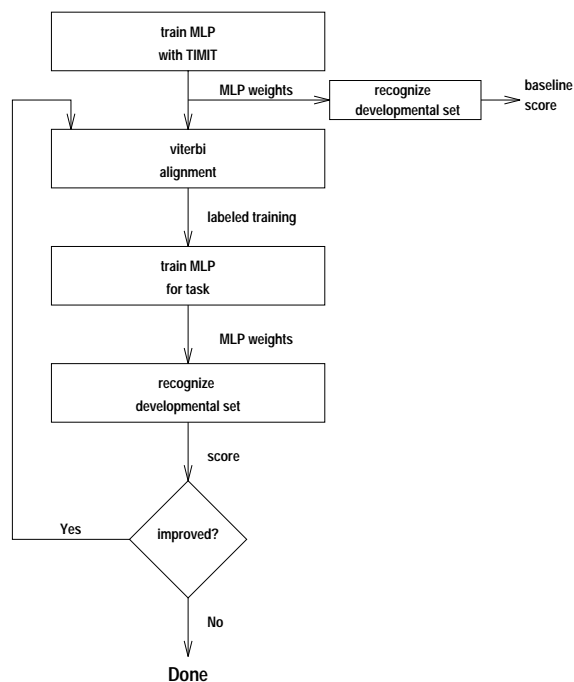 train MLP
with TIMIT
MLP weights
recognize
developmental set
baseline
score
viterbi
alignment
labeled training
train MLP
for task
MLP weights
recognize
developmental set
score
improved?
Yes
No
Done